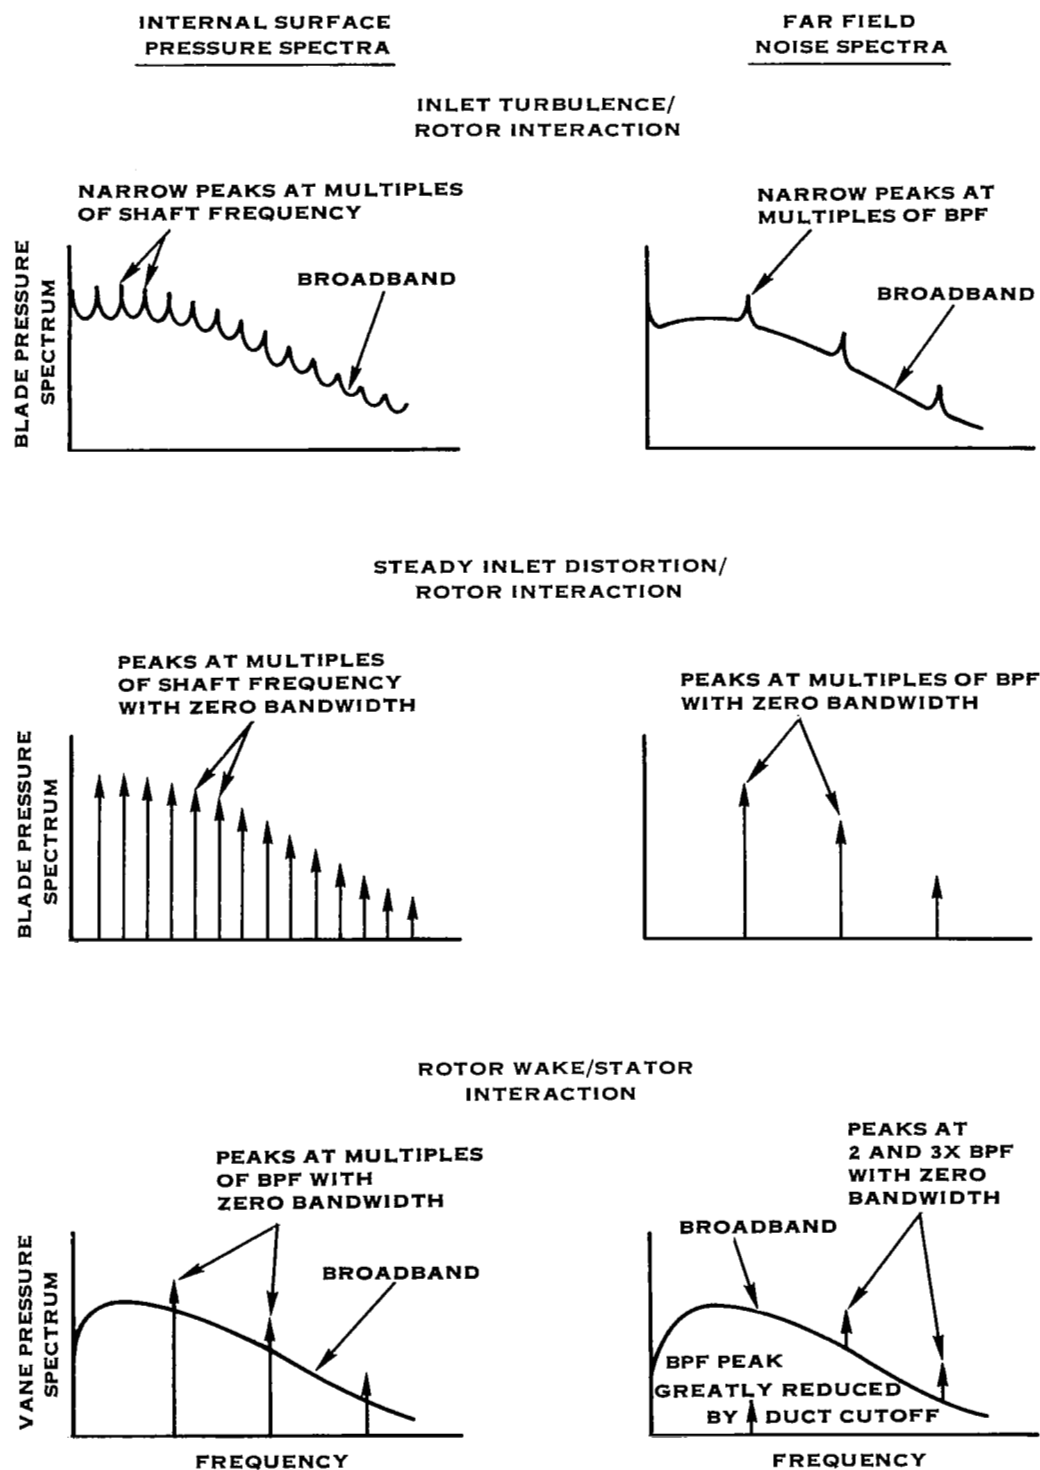 INTERNAL SURFACE
PRESSURE SPECTRA
FAR FIELD
NOISE SPECTRA
INLET TURBULENCE/
ROTOR INTERACTION
NARROW PEAKS AT MULTIPLES
OF SHAFT FREQUENCY
BROADBAND
BLADE PRESSURE
SPECTRUM
NARROW PEAKS AT
MULTIPLES OF BPF
BROADBAND
STEADY INLET DISTORTION/
ROTOR INTERACTION
PEAKS AT MULTIPLES
OF SHAFT FREQUENCY
WITH ZERO BANDWIDTH
BLADE PRESSURE
SPECTRUM
PEAKS AT MULTIPLES OF BPF
WITH ZERO BANDWIDTH
ROTOR WAKE/STATOR
INTERACTION
PEAKS AT MULTIPLES
OF BPF WITH
ZERO BANDWIDTH
BROADBAND
VANE PRESSURE
SPECTRUM
FREQUENCY
PEAKS AT
2 AND 3X BPF
WITH ZERO
BANDWIDTH
BROADBAND
BPF PEAK
GREATLY REDUCED
BY DUCT CUTOFF
FREQUENCY